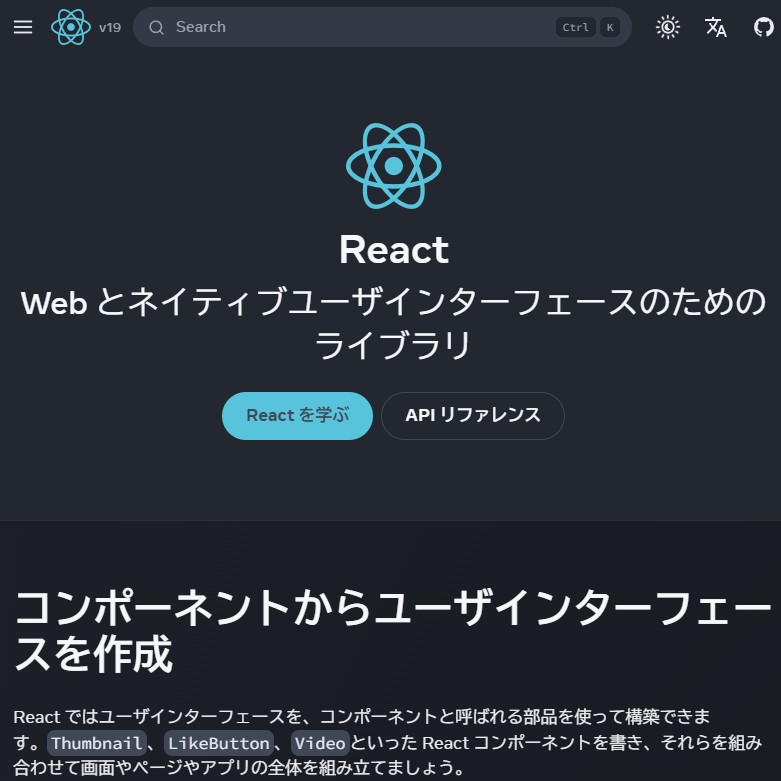 v19 Search Ctrl K
React
Web とネイティブユーザインターフェースのための
ライブラリ
React を学ぶ API リファレンス
コンポーネントからユーザインターフェー
スを作成
React ではユーザインターフェースを、コンポーネントと呼ばれる部品を使って構築できま
す。Thumbnail、LikeButton、Videoといった React コンポーネントを書き、それらを組み
合わせて画面やページやアプリの全体を組み立てましょう。